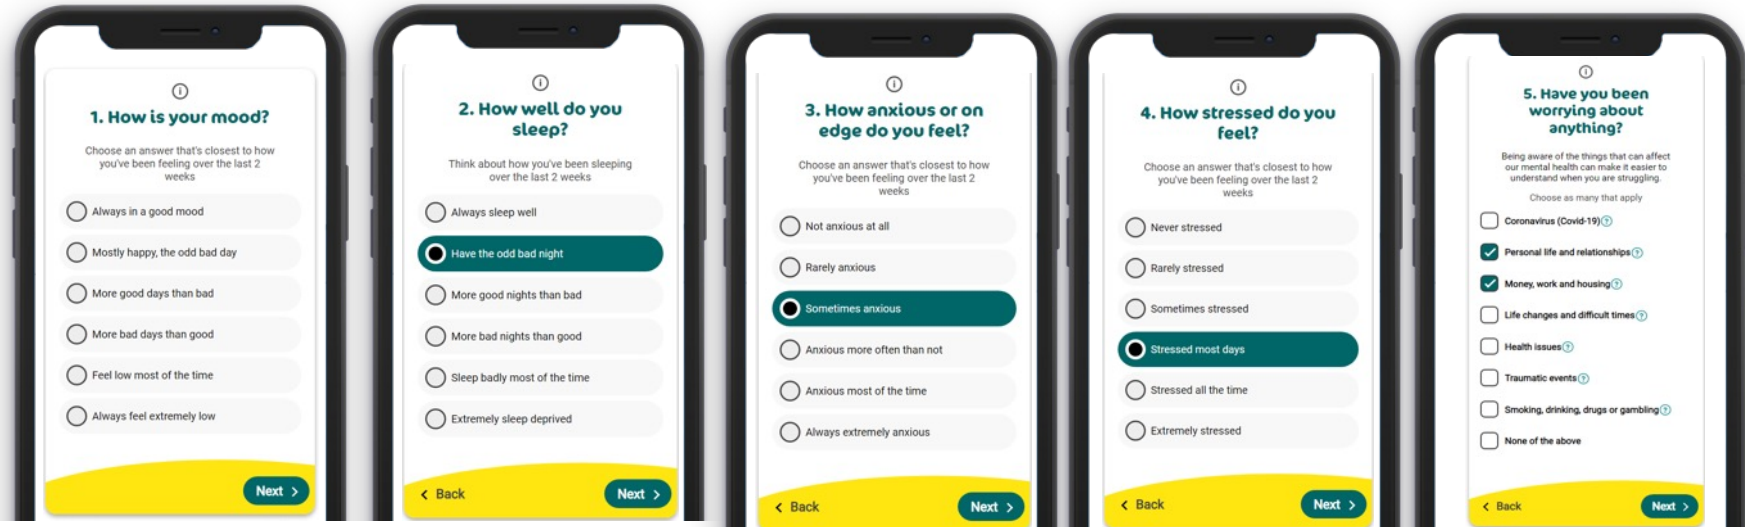 1. How is your mood?
Choose an answer that's closest to how
you've been feeling over the last 2
weeks
Always in a good mood
Mostly happy, the odd bad day
More good days than bad
More bad days than good
Feel low most of the time
Always feel extremely low
Next >
2. How well do you
sleep?
Think about how you've been sleeping
over the last 2 weeks
Always sleep well
Have the odd bad night
More good nights than bad
More bad nights than good
Sleep badly most of the time
Extremely sleep deprived
< Back
Next >
3. How anxious or on
edge do you feel?
Choose an answer that's closest to how
you've been feeling over the last 2
weeks
Not anxious at all
Rarely anxious
Sometimes anxious
Anxious more often than not
Anxious most of the time
Always extremely anxious
< Back
Next >
4. How stressed do you
feel?
Choose an answer that's closest to how
you've been feeling over the last 2
weeks
Never stressed
Rarely stressed
Sometimes stressed
Stressed most days
Stressed all the time
Extremely stressed
< Back
Next >
5. Have you been
worrying about
anything?
Being aware of the things that can affect
our mental health can make it easier to
understand when you are struggling.
Choose as many that apply
Coronavirus (Covid-19)
Personal life and relationships
Money, work and housing
Life changes and difficult times
Health issues
Traumatic events
Smoking, drinking, drugs or gambling
None of the above
< Back
Next >